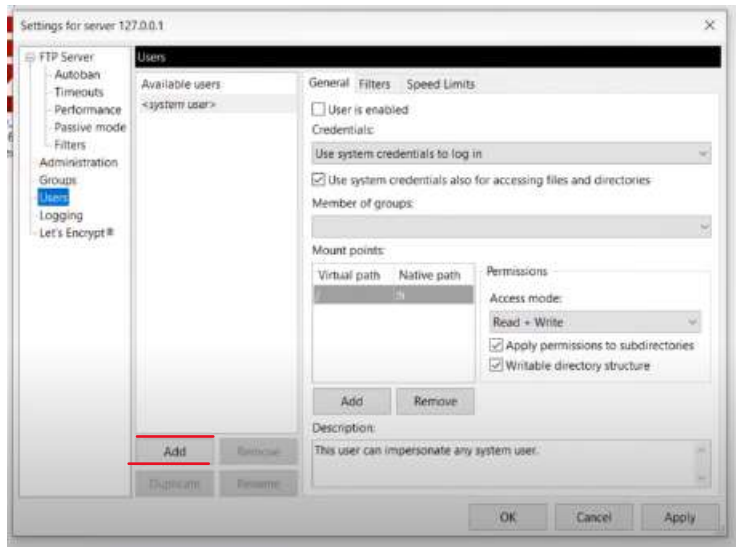 Settings for server 127.0.0.1
FTP Server
Autoban
Timeouts
Performance
Passive mode
Filters
Administration
Groups
Users
Logging
Let's Encrypt®
Users
Available users
<system user>
Add
Remove
Duplicate
Rename
General Filters Speed Limits
User is enabled
Credentials:
Use system credentials to log in
Use system credentials also for accessing files and directories
Member of groups:
Mount points:
Virtual path Native path
/
Add Remove
Permissions
Access mode:
Read + Write
Apply permissions to subdirectories
Writable directory structure
Description:
This user can impersonate any system user.
OK Cancel Apply